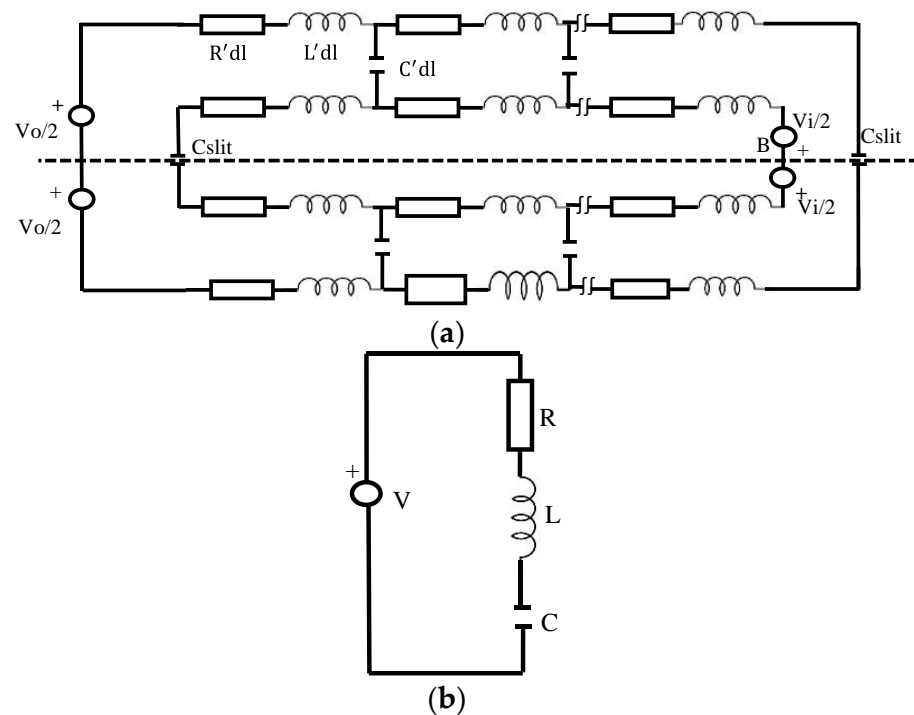 R′dl L′dl
C′dl
+
Vo/2
Cslit
B
Vi/2
+
Cslit
+
Vo/2
+
Vi/2
(a)
R
+
V
L
C
(b)